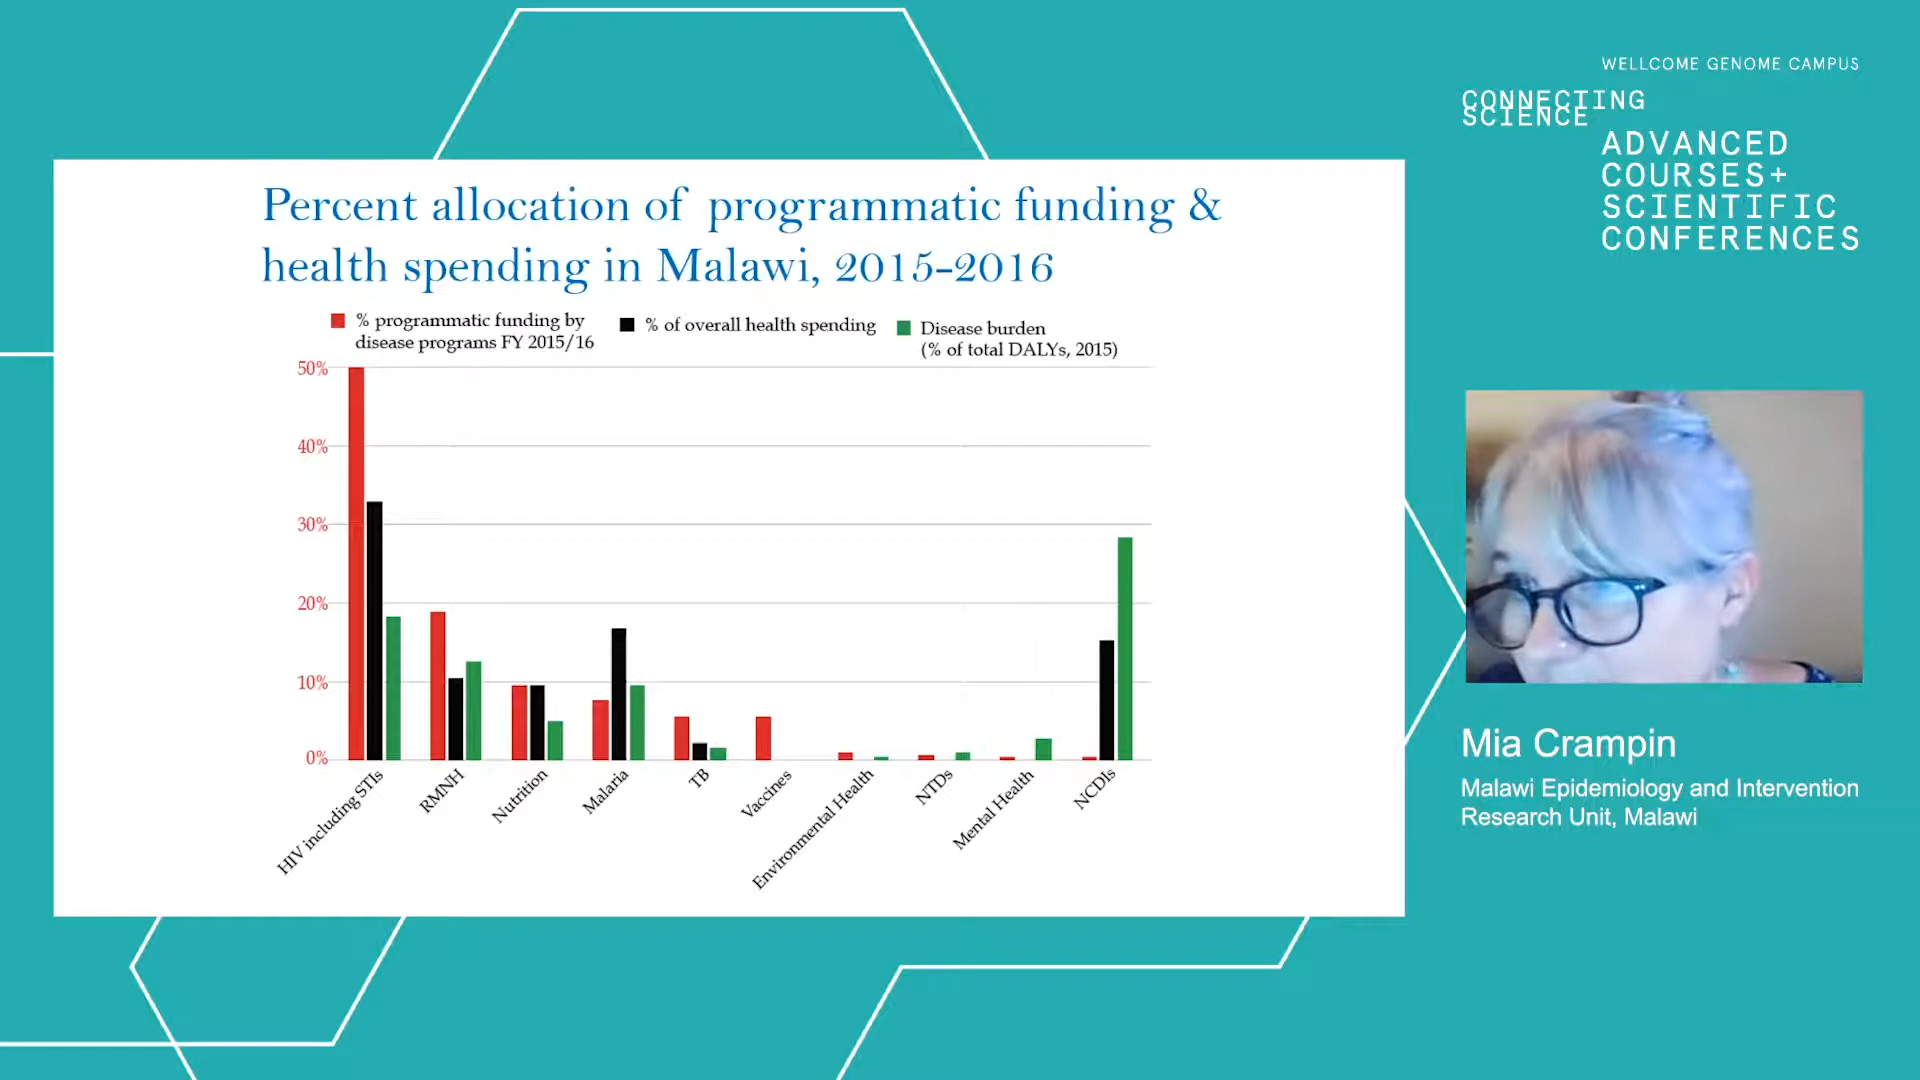 WELLCOME GENOME CAMPUS
CONNECTIING
SCIENCE
ADVANCED
COURSES+
SCIENTIFIC
CONFERENCES
Percent allocation of programmatic funding &
health spending in Malawi, 2015-2016
% programmatic funding by
disease programs FY 2015/16
% of overall health spending
Disease burden
(% of total DALYs, 2015)
50%
40%
30%
20%
10%
0%
HIV including STIs
RMNH
Nutrition
Malaria
TB
Vaccines
Environmental Health
NTDs
Mental Health
NCDIs
Mia Crampin
Malawi Epidemiology and Intervention
Research Unit, Malawi